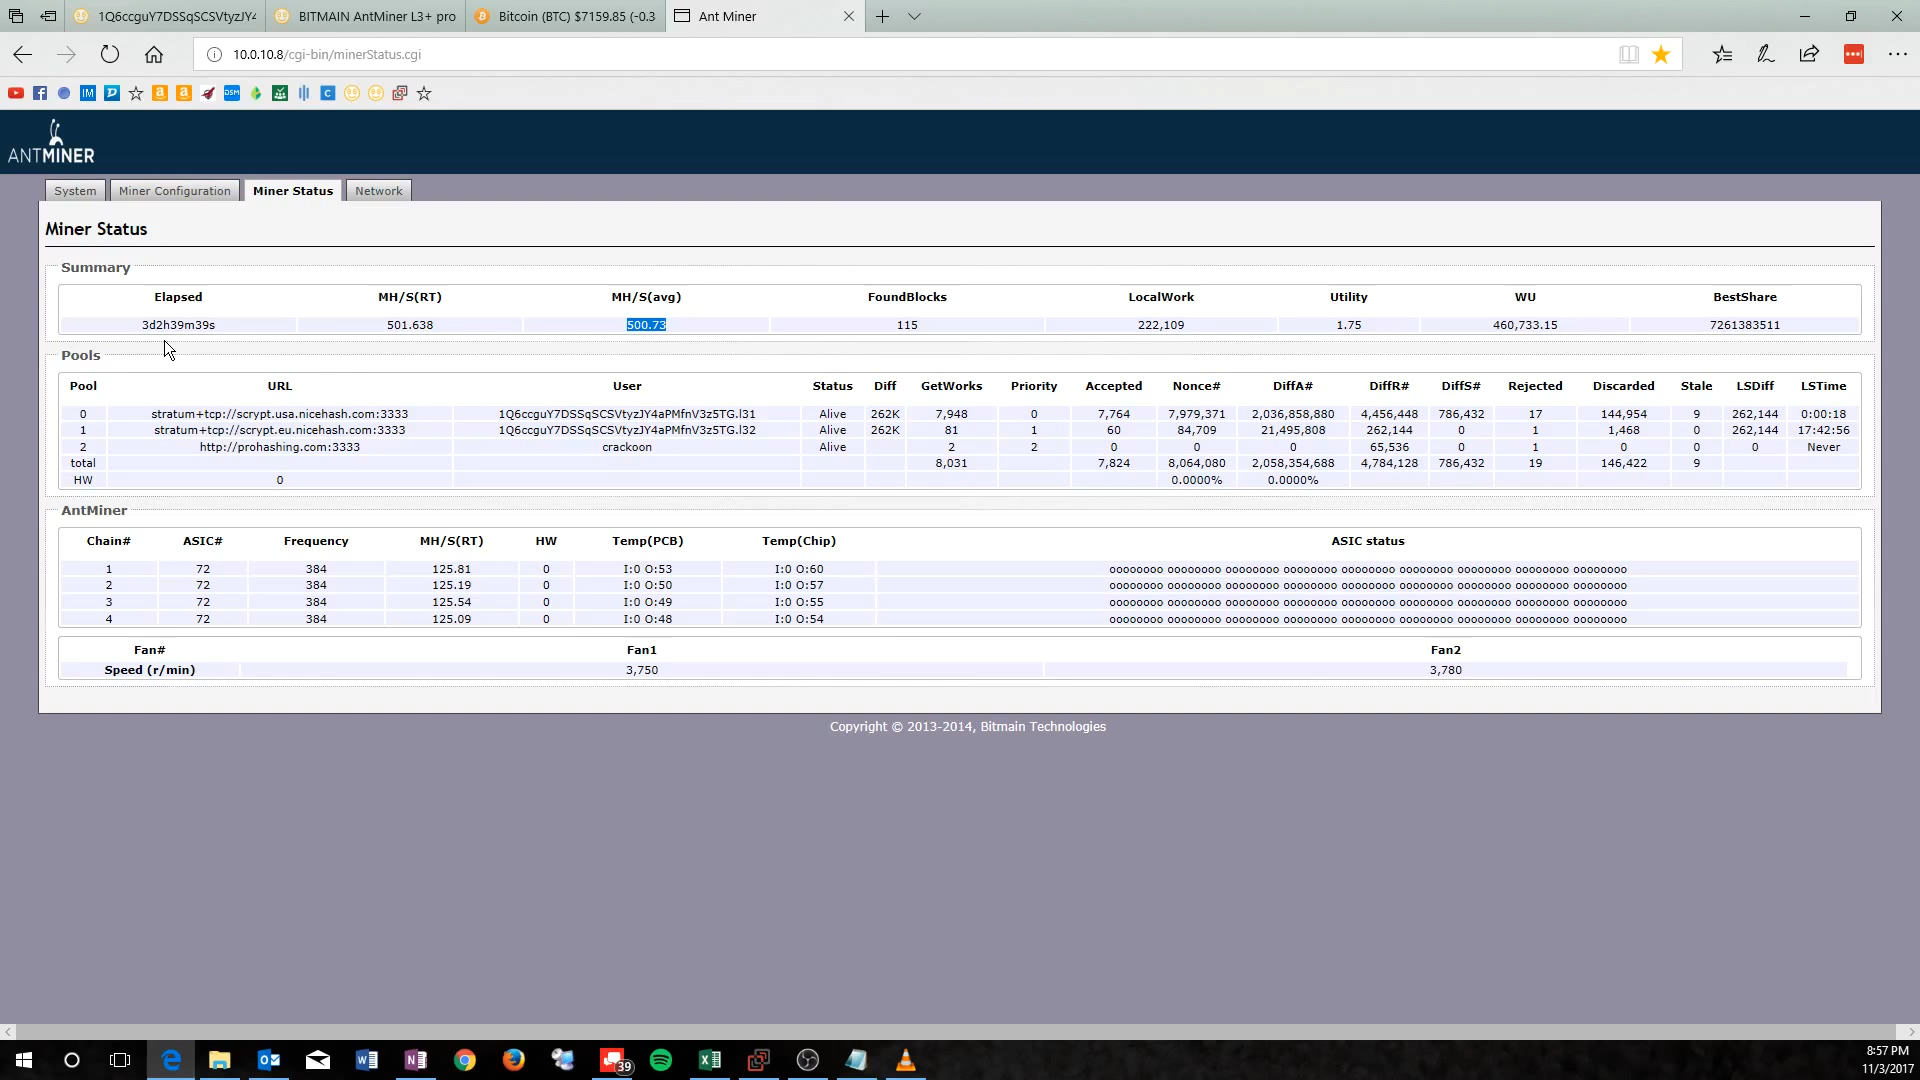 1Q6ccguY7DSSqSCSVtyzJY4 BITMAIN AntMiner L3+ pro Bitcoin (BTC) $7159.85 (-0.3 Ant Miner
10.0.10.8/cgi-bin/minerStatus.cgi
IM DSM C
ANTMINER
System Miner Configuration Miner Status Network
Miner Status
Summary
Elapsed MH/S(RT) MH/S(avg) FoundBlocks LocalWork Utility WU BestShare
3d2h39m39s 501.638 500.73 115 222,109 1.75 460,733.15 7261383511
Pools
Pool URL User Status Diff GetWorks Priority Accepted Nonce# DiffA# DiffR# DiffS# Rejected Discarded Stale LSDiff LSTime
0 stratum+tcp://scrypt.usa.nicehash.com:3333 1Q6ccguY7DSSqSCSVtyzJY4aPMfnV3z5TG.l31 Alive 262K 7,948 0 7,764 7,979,371 2,036,858,880 4,456,448 786,432 17 144,954 9 262,144 0:00:18
1 stratum+tcp://scrypt.eu.nicehash.com:3333 1Q6ccguY7DSSqSCSVtyzJY4aPMfnV3z5TG.l32 Alive 262K 81 1 60 84,709 21,495,808 262,144 0 1 1,468 0 262,144 17:42:56
2 http://prohashing.com:3333 crackoon Alive 2 2 0 0 0 65,536 0 1 0 0 0 Never
total 8,031 7,824 8,064,080 2,058,354,688 4,784,128 786,432 19 146,422 9
HW 0 0.0000% 0.0000%
AntMiner
Chain# ASIC# Frequency MH/S(RT) HW Temp(PCB) Temp(Chip) ASIC status
1 72 384 125.81 0 I:0 O:53 I:0 O:60 oooooooo oooooooo oooooooo oooooooo oooooooo oooooooo oooooooo oooooooo oooooooo
2 72 384 125.19 0 I:0 O:50 I:0 O:57 oooooooo oooooooo oooooooo oooooooo oooooooo oooooooo oooooooo oooooooo oooooooo
3 72 384 125.54 0 I:0 O:49 I:0 O:55 oooooooo oooooooo oooooooo oooooooo oooooooo oooooooo oooooooo oooooooo oooooooo
4 72 384 125.09 0 I:0 O:48 I:0 O:54 oooooooo oooooooo oooooooo oooooooo oooooooo oooooooo oooooooo oooooooo oooooooo
Fan# Fan1 Fan2
Speed (r/min) 3,750 3,780
Copyright © 2013-2014, Bitmain Technologies
39
8:57 PM
11/3/2017